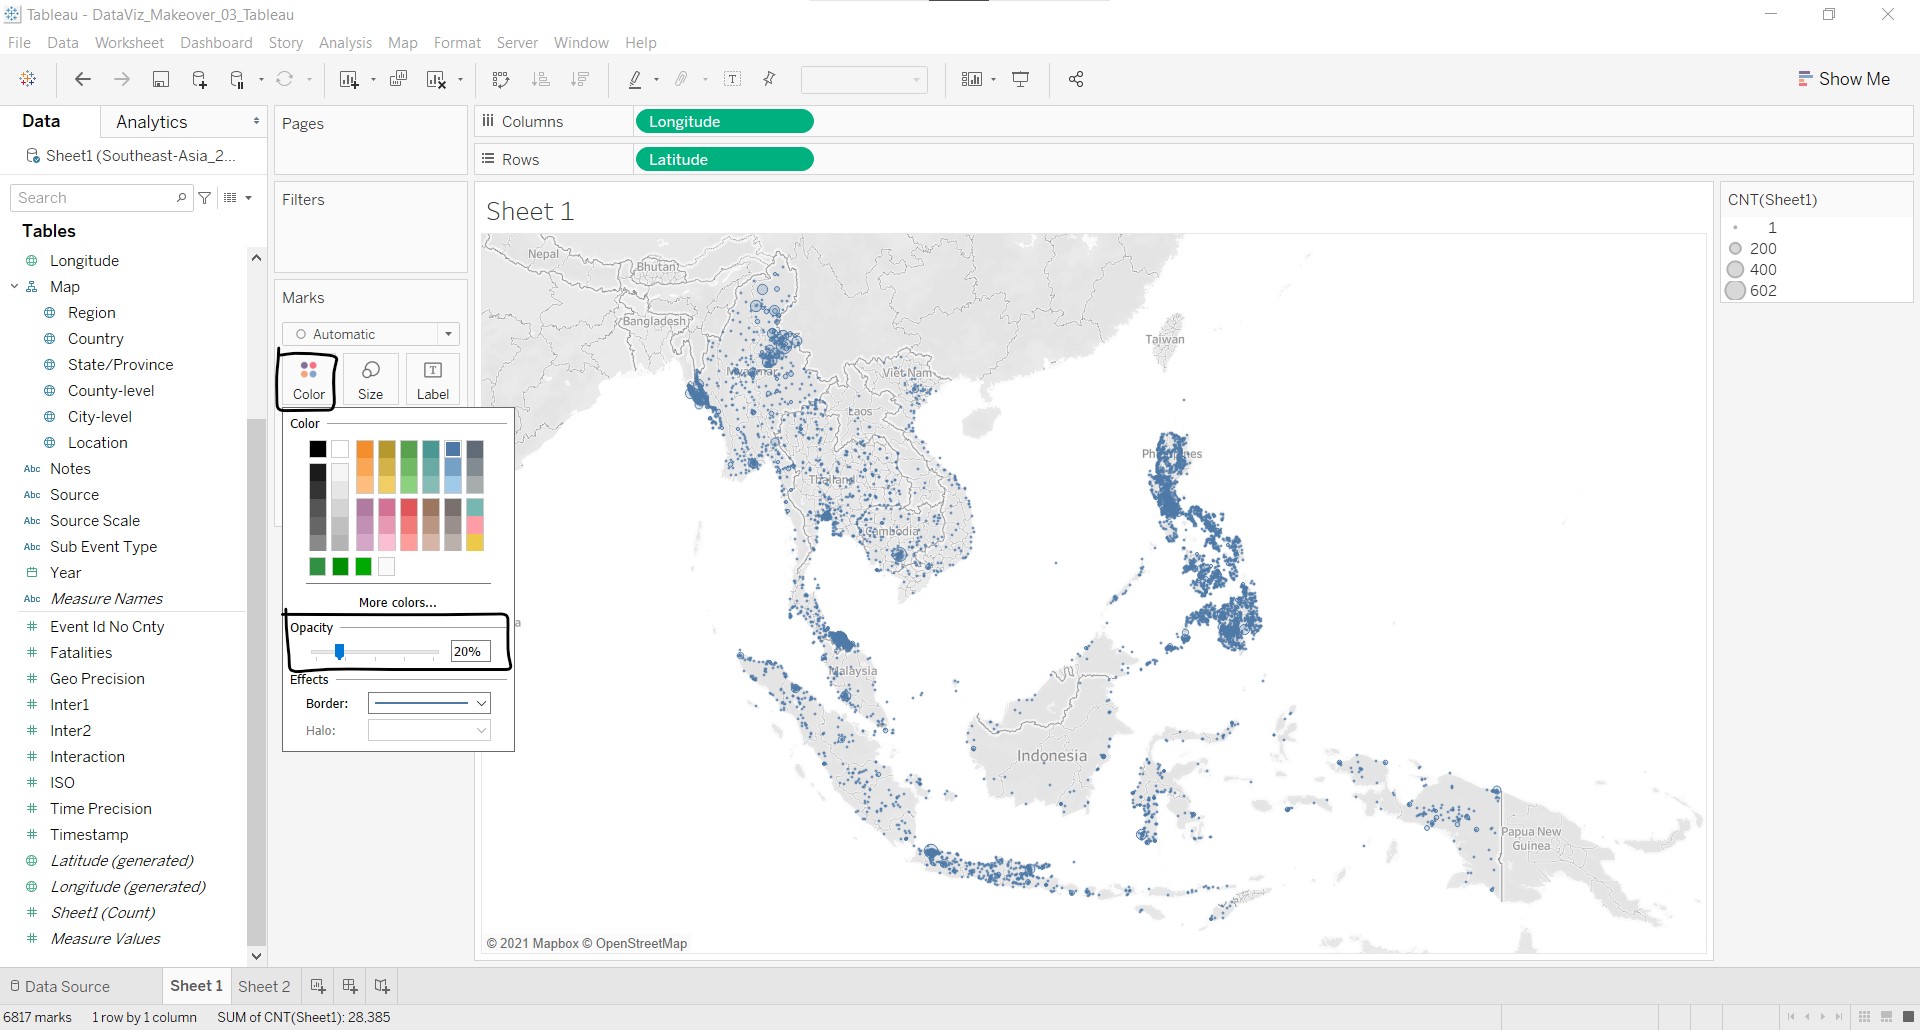 Tableau - DataViz_Makeover_03_Tableau
File Data Worksheet Dashboard Story Analysis Map Format Server Window Help
Show Me
Data Analytics
Sheet1 (Southeast-Asia_2...
Search
Tables
Longitude
Map
Region
Country
State/Province
County-level
City-level
Location
Abc Notes
Abc Source
Abc Source Scale
Abc Sub Event Type
Year
Abc Measure Names
# Event Id No Cnty
# Fatalities
# Geo Precision
# Inter1
# Inter2
# Interaction
# ISO
# Time Precision
# Timestamp
Latitude (generated)
Longitude (generated)
# Sheet1 (Count)
# Measure Values
Pages
Filters
Marks
Automatic
Color Size Label
Color
More colors...
Opacity
20%
Effects
Border:
Halo:
Columns Longitude
Rows Latitude
Sheet 1
Nepal
Bhutan
Bangladesh
Myanmar
Taiwan
Viet Nam
Laos
Philippines
Thailand
Cambodia
a
Malaysia
Indonesia
Papua New
Guinea
© 2021 Mapbox © OpenStreetMap
CNT(Sheet1)
1
200
400
602
Data Source Sheet 1 Sheet 2
6817 marks 1 row by 1 column SUM of CNT(Sheet1): 28,385